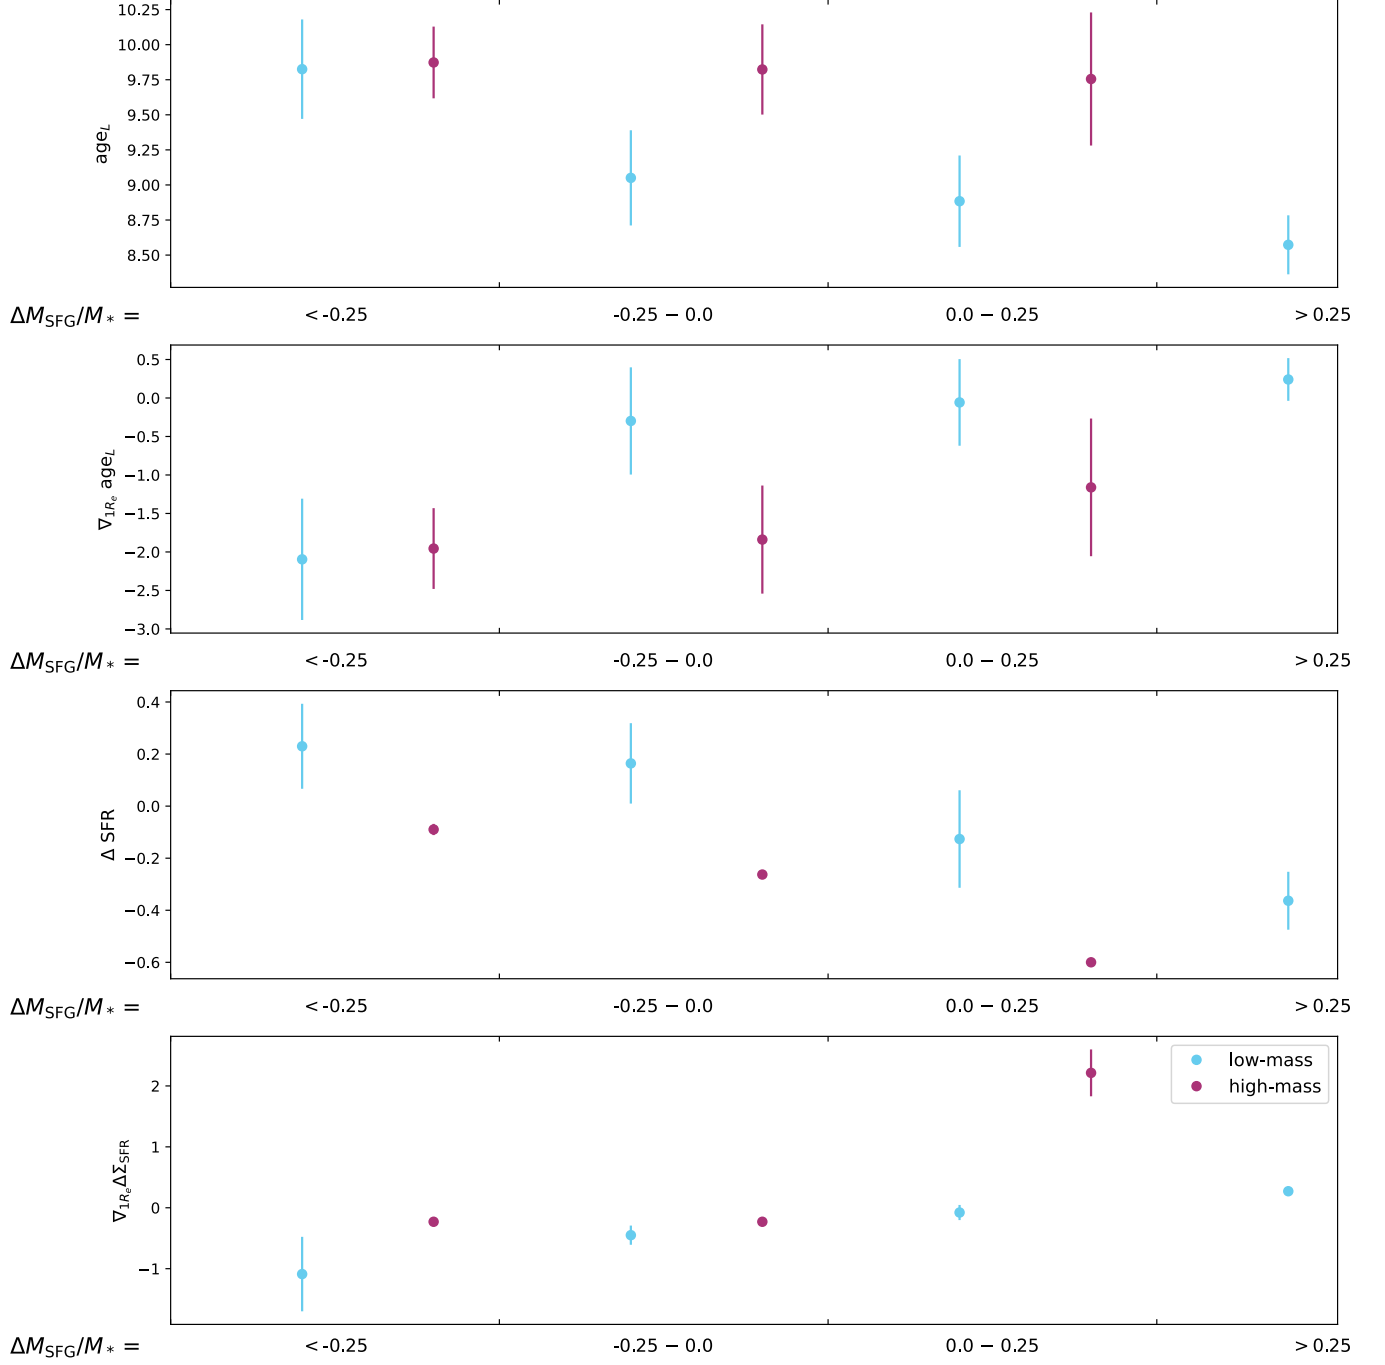 10.25
10.00
9.75
9.50
9.25
9.00
8.75
8.50
age_L
ΔM_SFG/M_* = < -0.25 -0.25 − 0.0 0.0 − 0.25 > 0.25
0.5
0.0
−0.5
−1.0
−1.5
−2.0
−2.5
−3.0
∇_{1R_e} age_L
ΔM_SFG/M_* = < -0.25 -0.25 − 0.0 0.0 − 0.25 > 0.25
0.4
0.2
0.0
−0.2
−0.4
−0.6
Δ SFR
ΔM_SFG/M_* = < -0.25 -0.25 − 0.0 0.0 − 0.25 > 0.25
2
1
0
−1
∇_{1R_e}ΔΣ_SFR
low-mass
high-mass
ΔM_SFG/M_* = < -0.25 -0.25 − 0.0 0.0 − 0.25 > 0.25